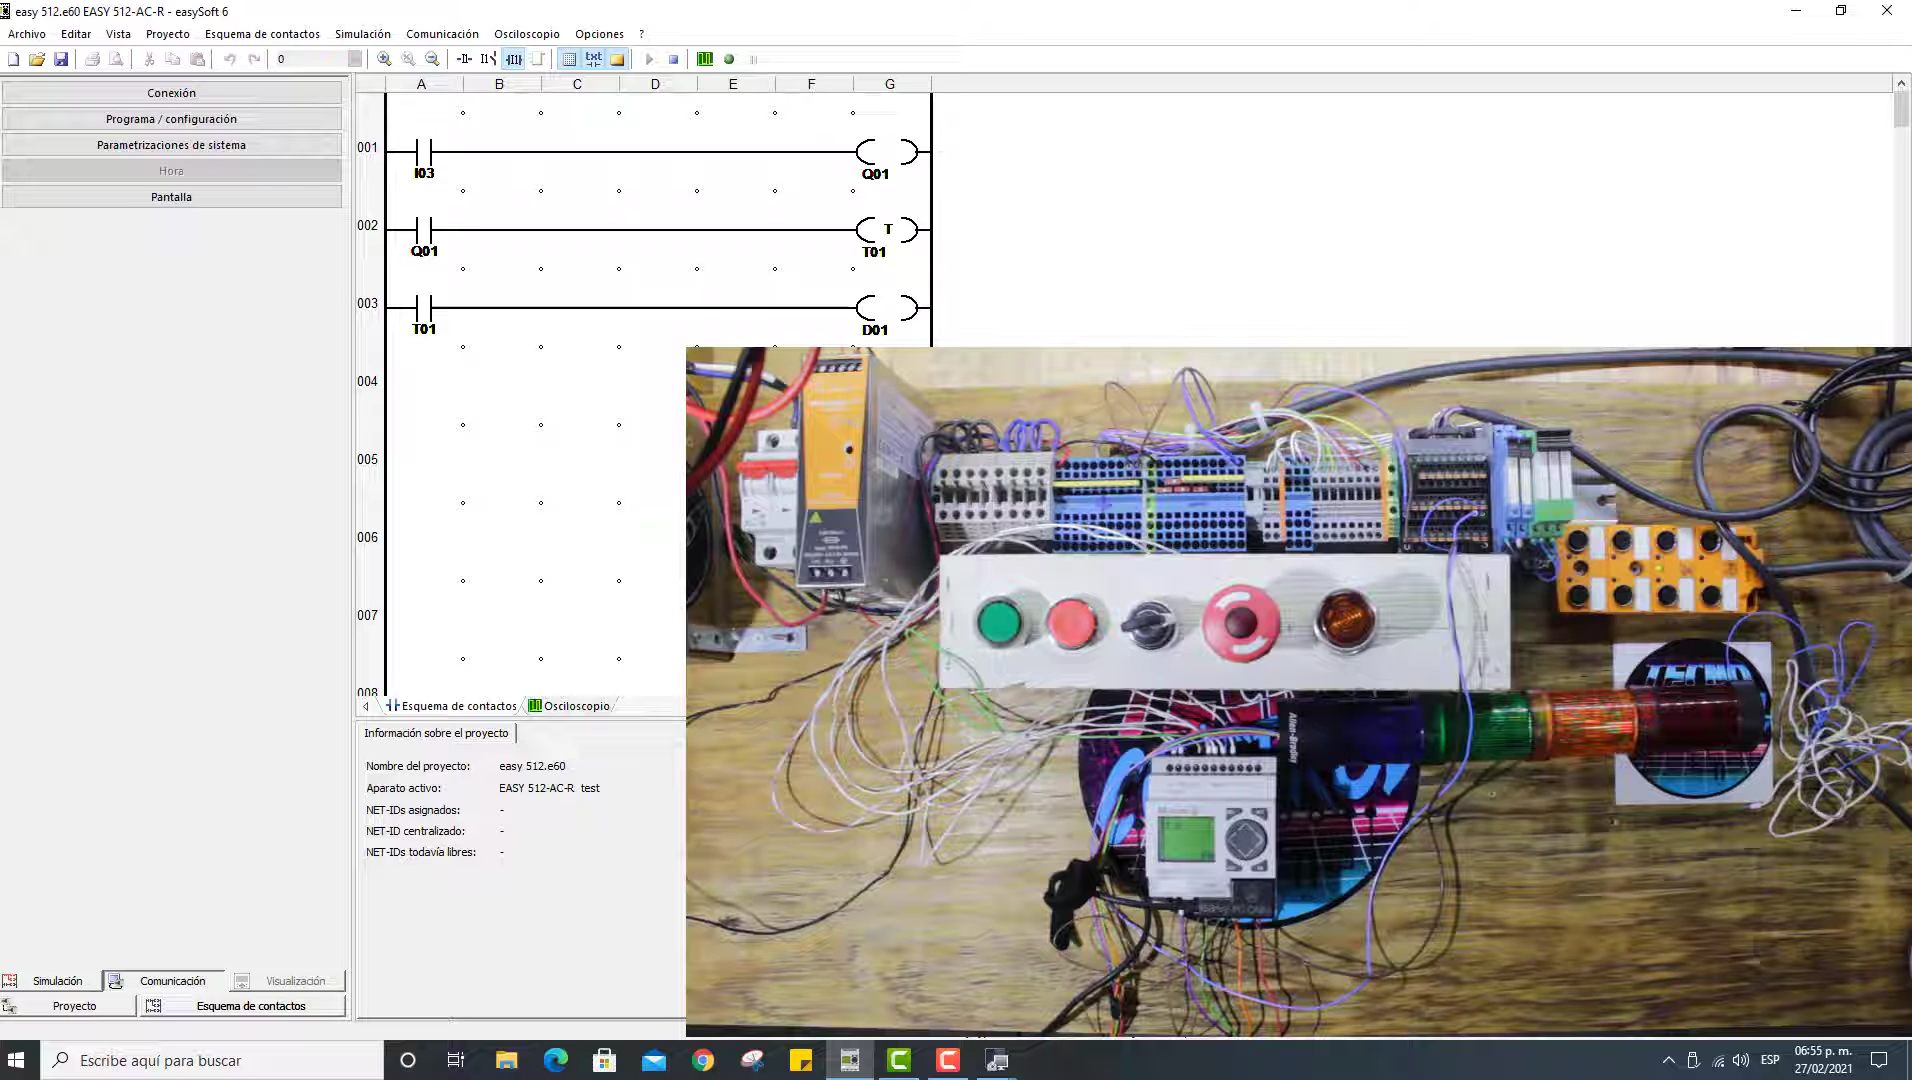 easy 512.e60 EASY 512-AC-R - easySoft 6
Archivo Editar Vista Proyecto Esquema de contactos Simulación Comunicación Osciloscopio Opciones ?
0
txt
Conexión
Programa / configuración
Parametrizaciones de sistema
Hora
Pantalla
A B C D E F G
001
I03
Q01
002
T
Q01
T01
003
T01
D01
004
005
006
007
008
Esquema de contactos
Osciloscopio
Información sobre el proyecto
Nombre del proyecto: easy 512.e60
Aparato activo: EASY 512-AC-R test
NET-IDs asignados: -
NET-ID centralizado: -
NET-IDs todavía libres: -
TECNO
Allen-Bradley
Simulación Comunicación Visualización
Proyecto Esquema de contactos
Escribe aquí para buscar
ESP
06:55 p. m.
27/02/2021